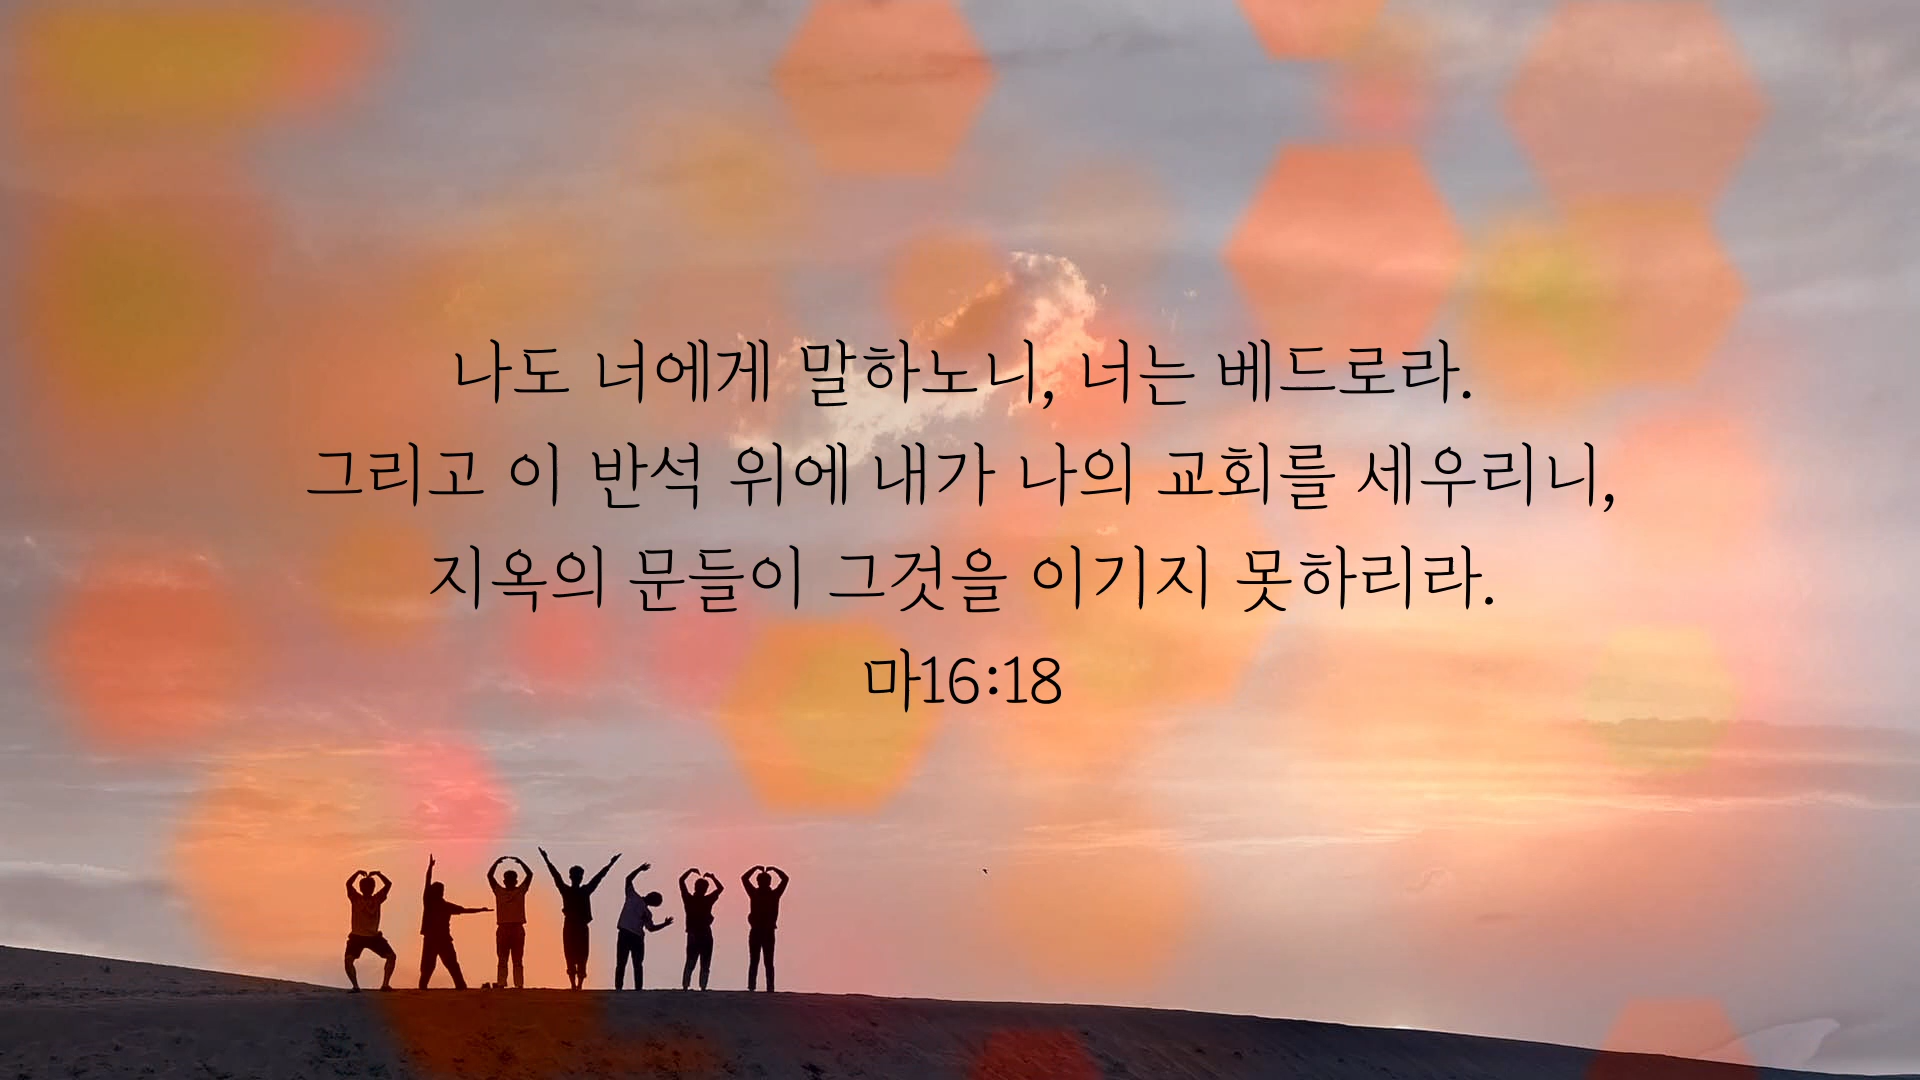 나도 너에게 말하노니, 너는 베드로라.
그리고 이 반석 위에 내가 나의 교회를 세우리니,
지옥의 문들이 그것을 이기지 못하리라.
마16:18